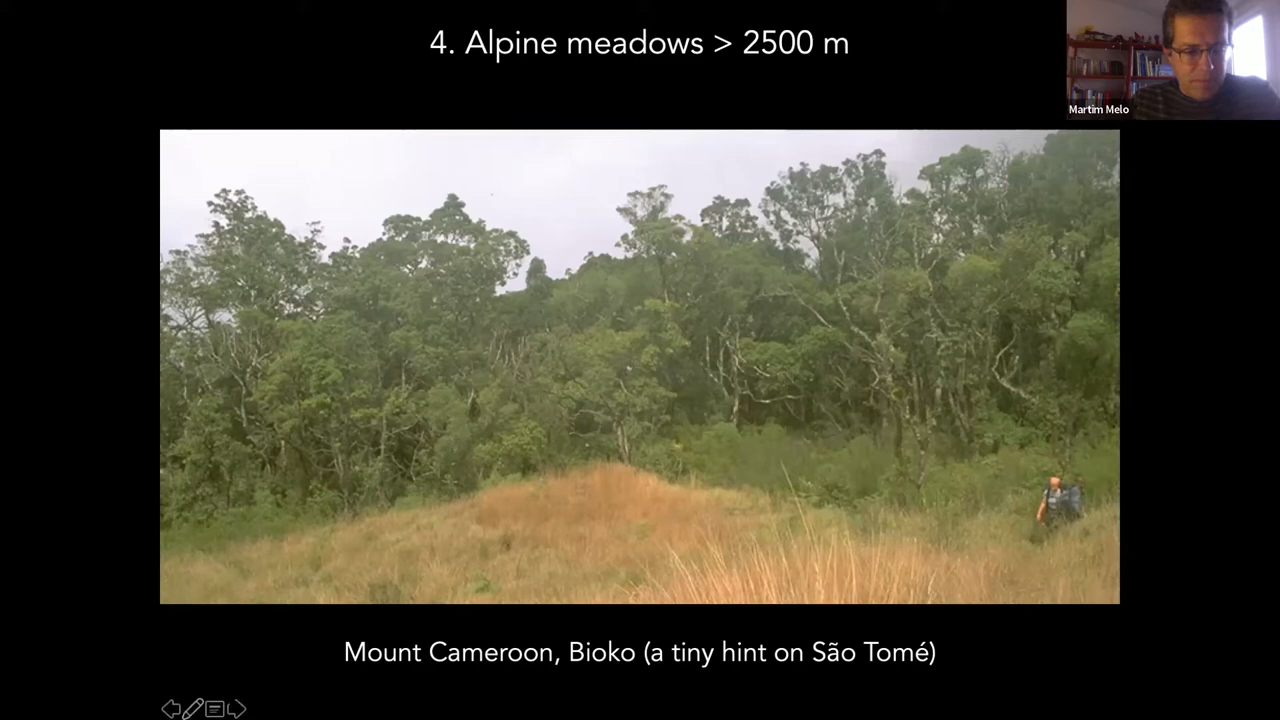 4. Alpine meadows > 2500 m
Martim Melo
Mount Cameroon, Bioko (a tiny hint on São Tomé)